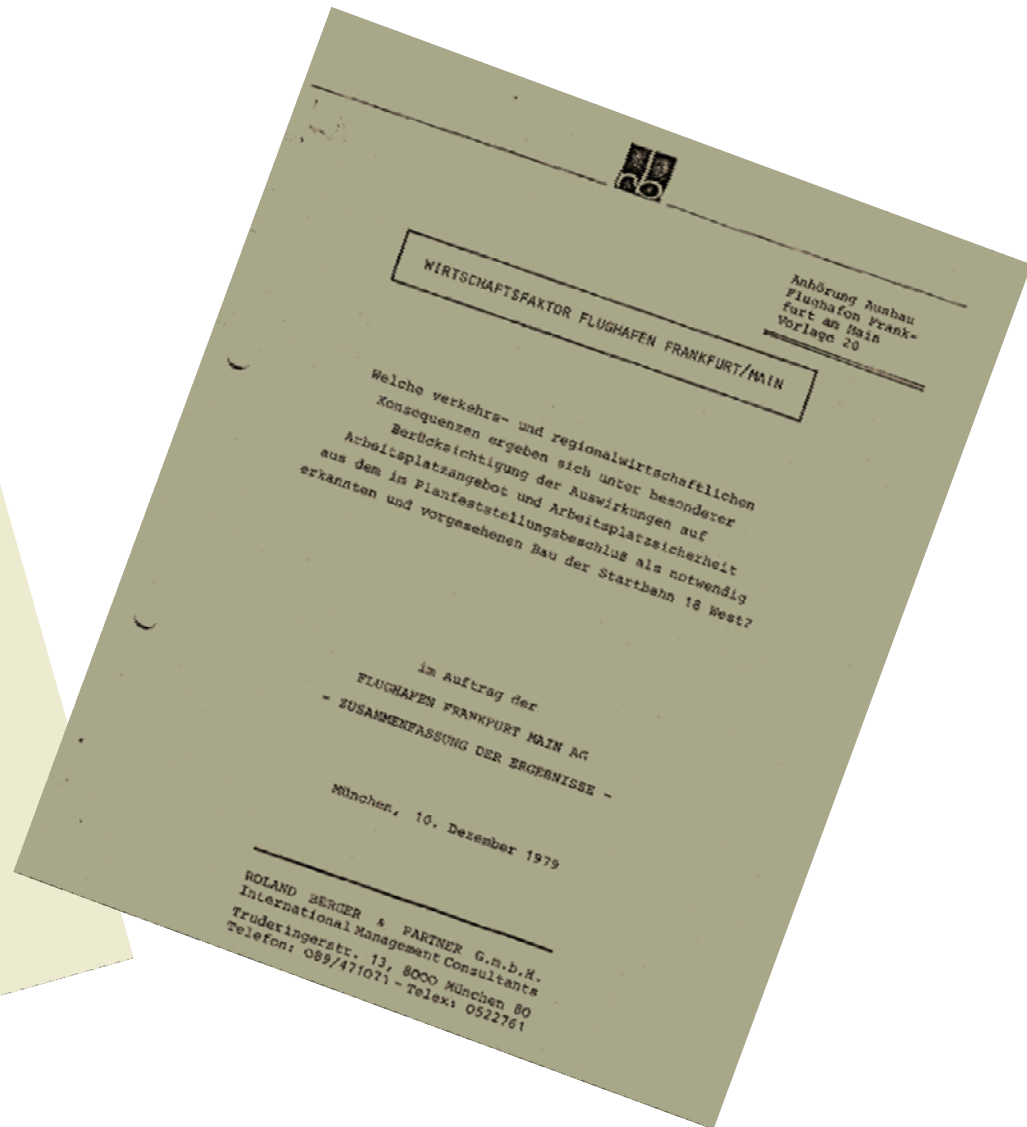 Anhörung Ausbau
Flughafen Frank-
furt am Main
Vorlage 20
WIRTSCHAFTSFAKTOR FLUGHAFEN FRANKFURT/MAIN
Welche verkehrs- und regionalwirtschaftlichen
Konsequenzen ergeben sich unter besonderer
Berücksichtigung der Auswirkungen auf
Arbeitsplatzangebot und Arbeitsplatzsicherheit
aus dem im Planfeststellungsbeschluß als notwendig
erkannten und vorgesehenen Bau der Startbahn 18 West?
im Auftrag der
FLUGHAFEN FRANKFURT MAIN AG
- ZUSAMMENFASSUNG DER ERGEBNISSE -
München, 10. Dezember 1979
ROLAND BERGER & PARTNER G.m.b.H.
International Management Consultants
Truderingerstr. 13, 8000 München 80
Telefon: 089/471071 - Telex: 0522761